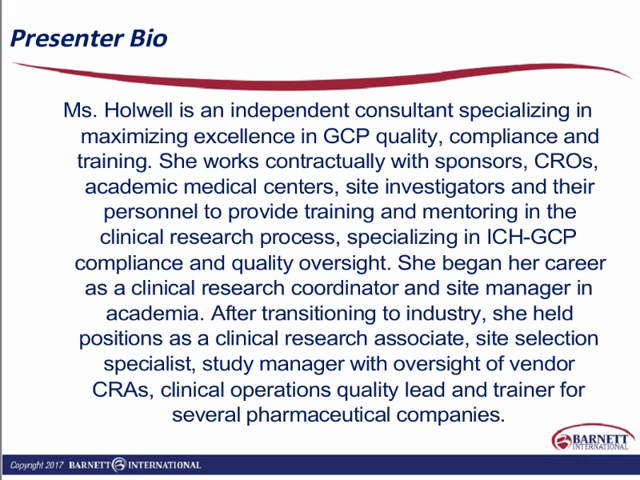 Presenter Bio
Ms. Holwell is an independent consultant specializing in
maximizing excellence in GCP quality, compliance and
training. She works contractually with sponsors, CROs,
academic medical centers, site investigators and their
personnel to provide training and mentoring in the
clinical research process, specializing in ICH-GCP
compliance and quality oversight. She began her career
as a clinical research coordinator and site manager in
academia. After transitioning to industry, she held
positions as a clinical research associate, site selection
specialist, study manager with oversight of vendor
CRAs, clinical operations quality lead and trainer for
several pharmaceutical companies.
BARNETT
INTERNATIONAL
Copyright 2017 BARNETT INTERNATIONAL